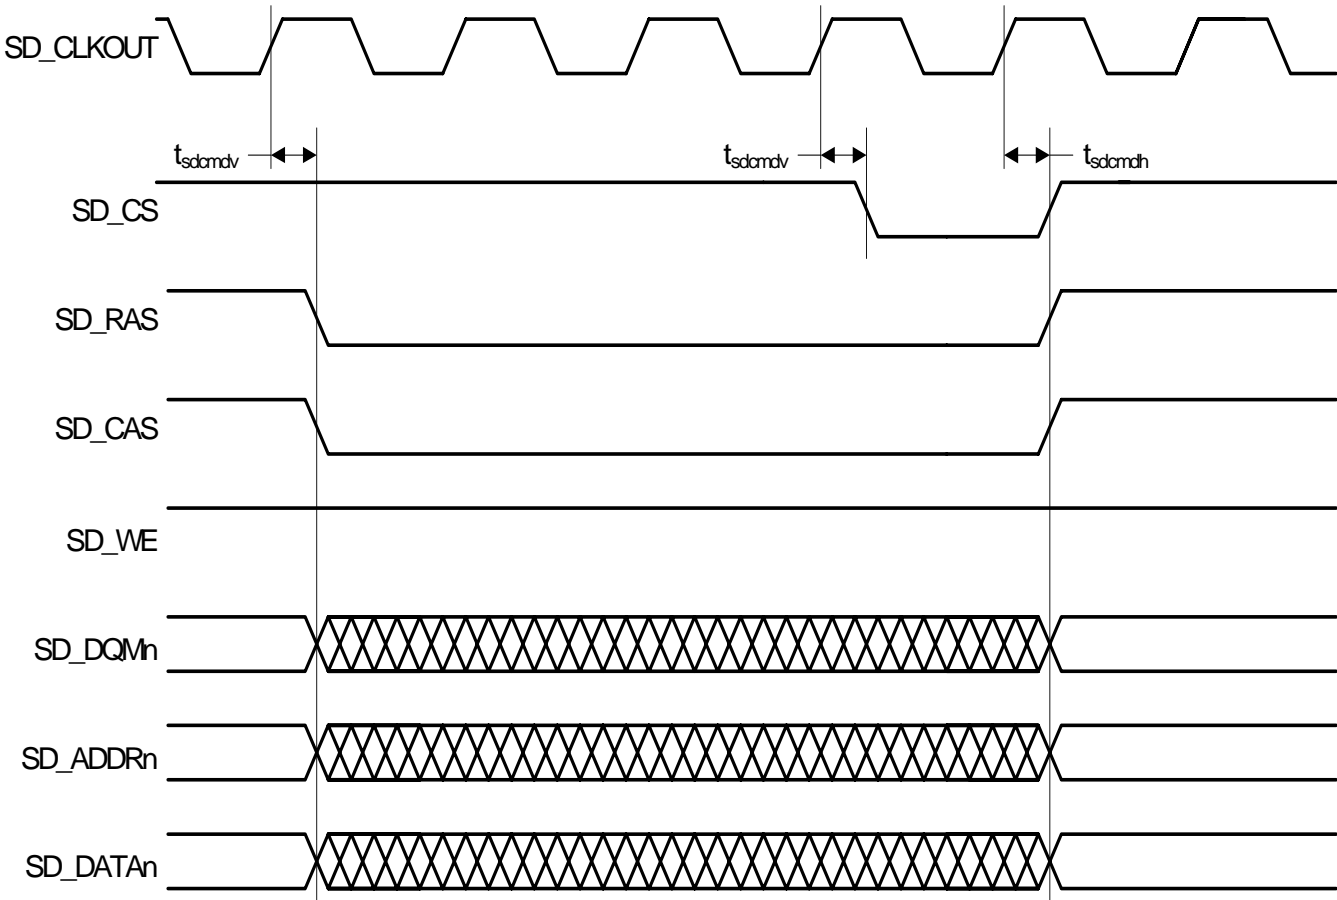 SD_CLKOUT
tsdcmdv tsdcmdv tsdcmdh
SD_CS
SD_RAS
SD_CAS
SD_WE
SD_DQMn
SD_ADDRn
SD_DATAn